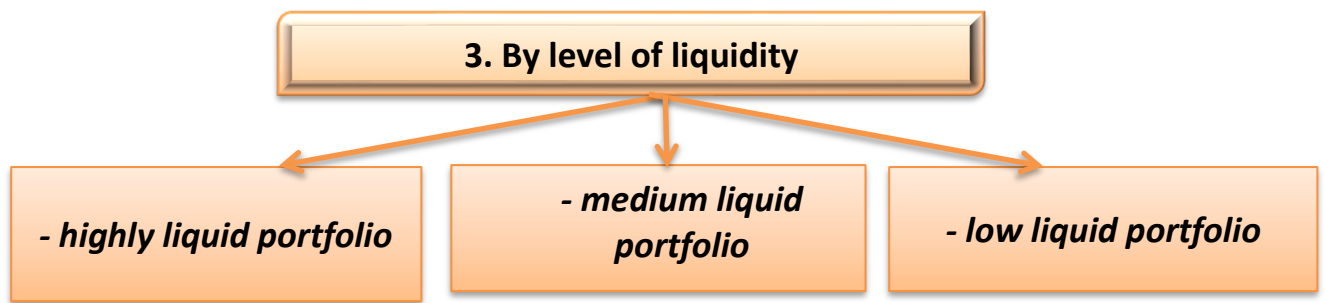 3. By level of liquidity
- highly liquid portfolio
- medium liquid
portfolio
- low liquid portfolio